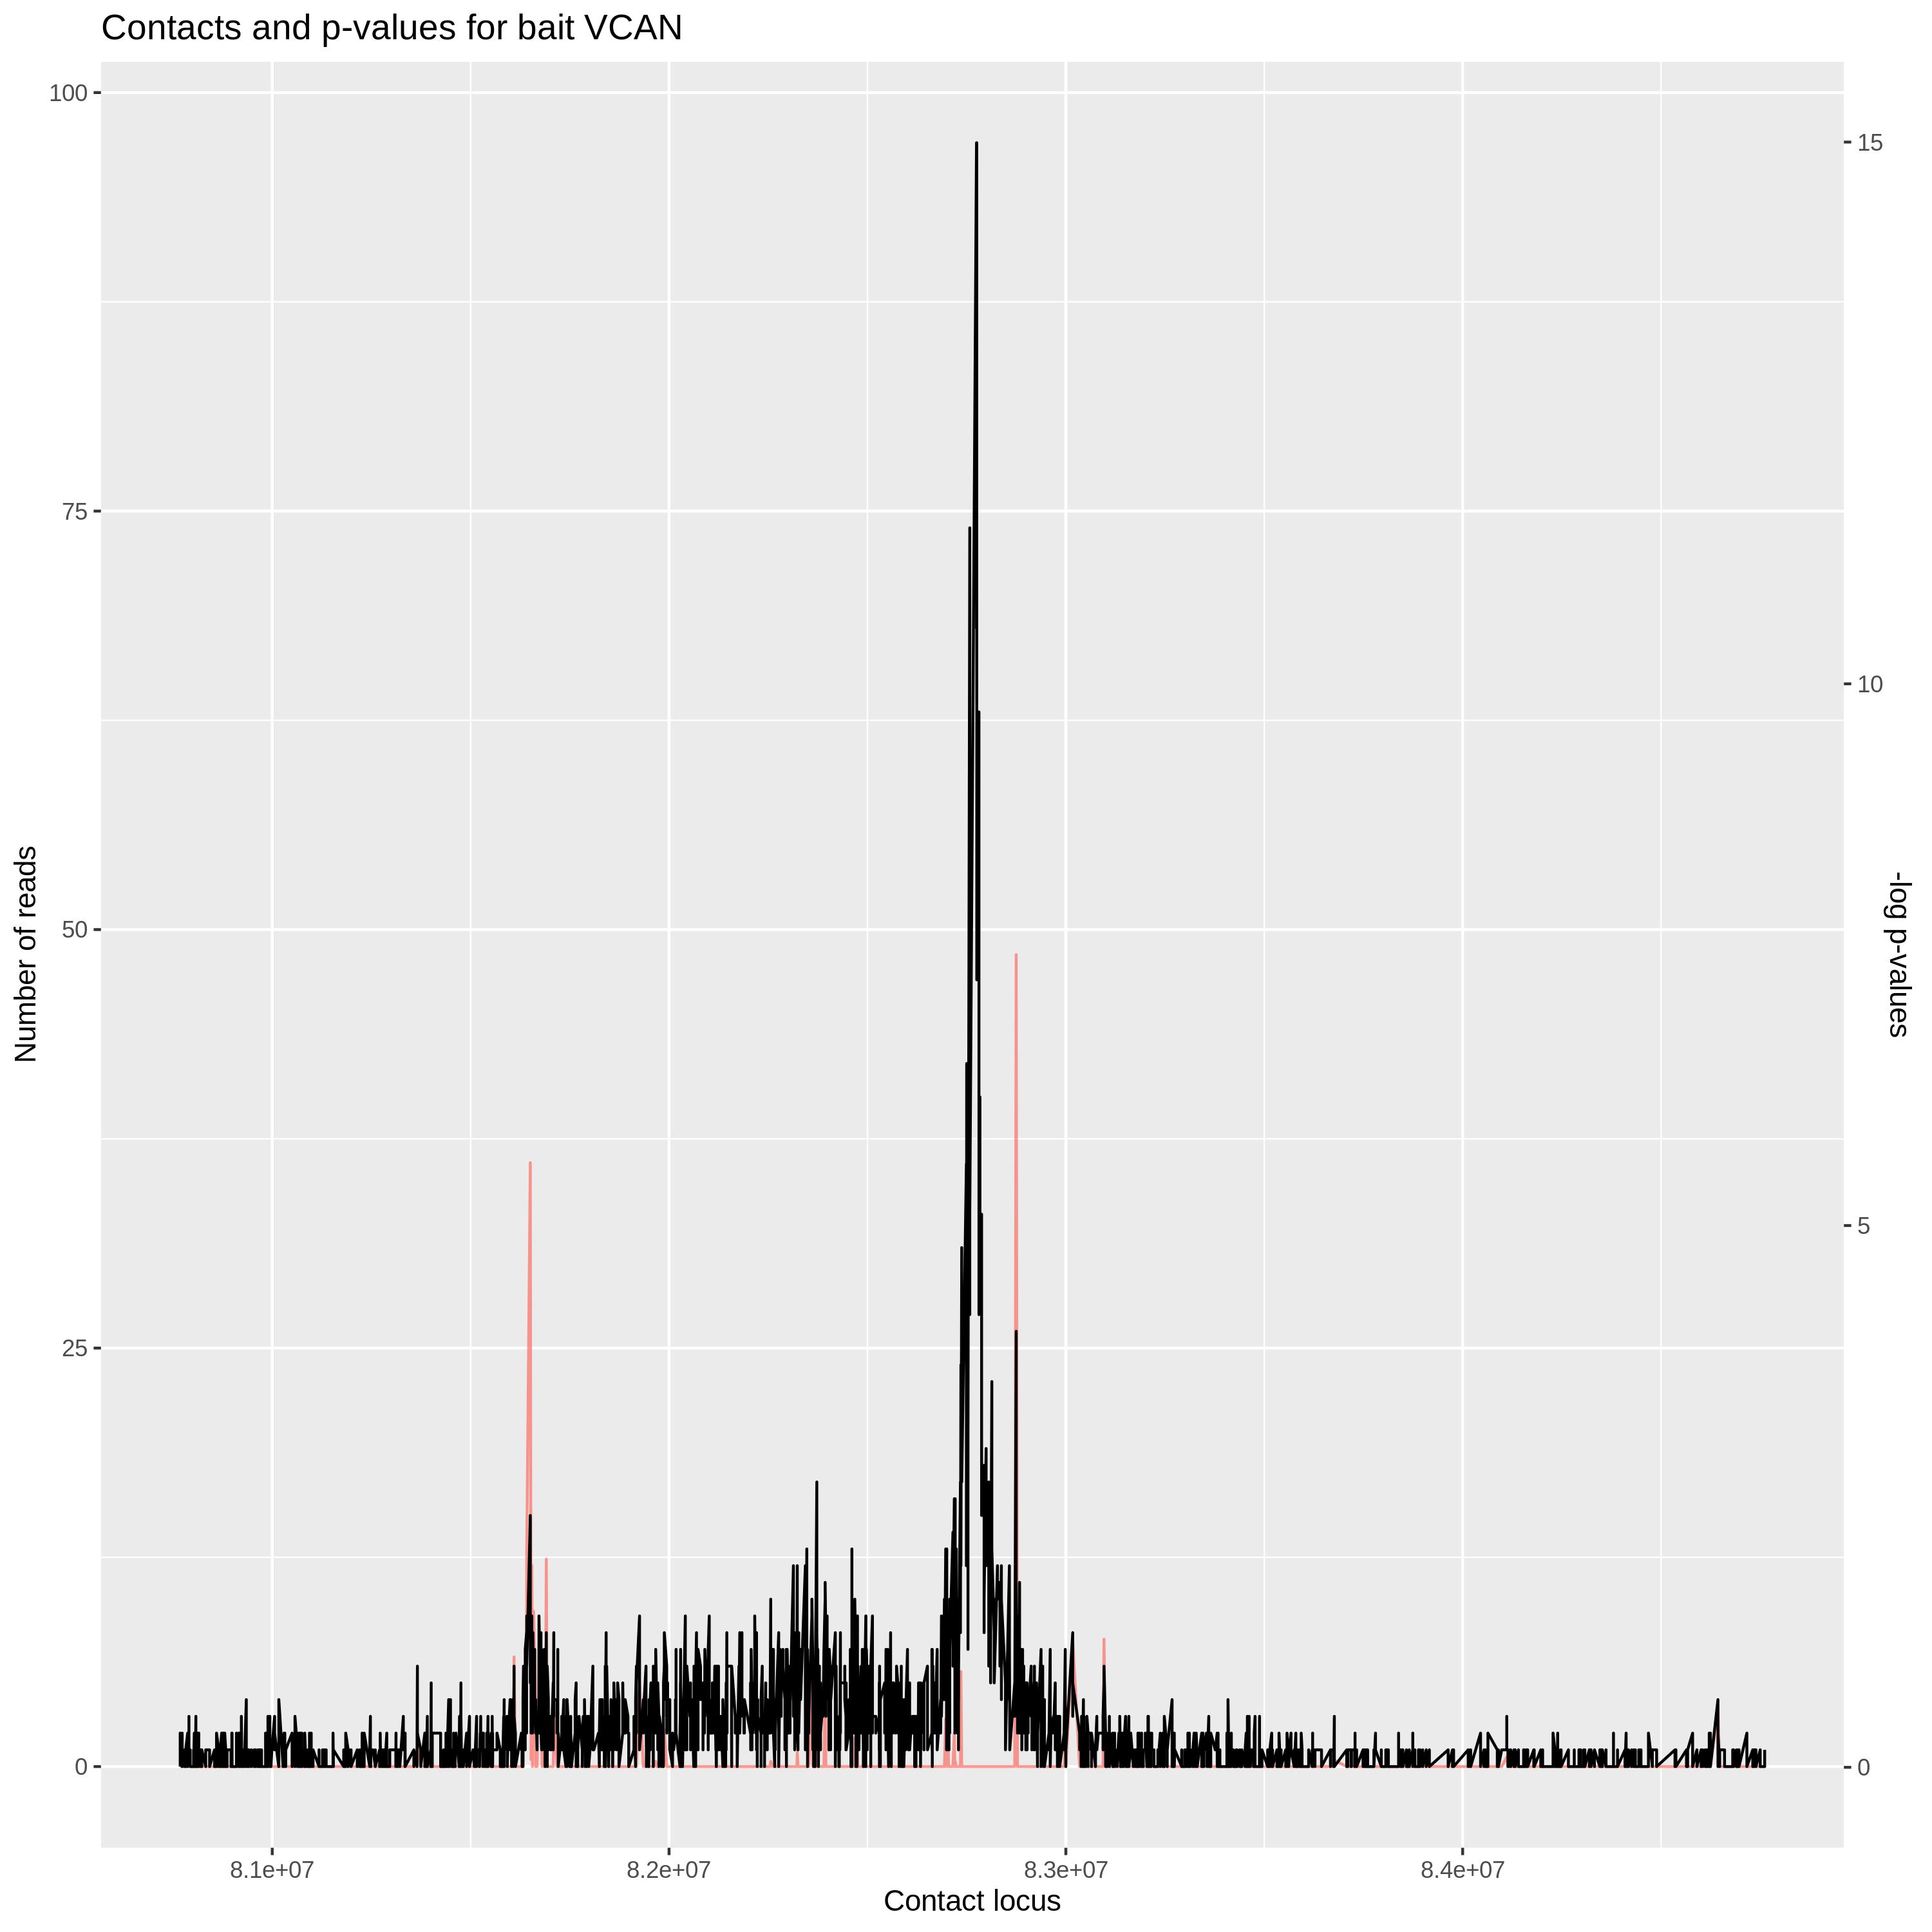 Contacts and p-values for bait VCAN
100
75
50
25
0
15
10
5
0
Number of reads
-log p-values
8.1e+07
8.2e+07
8.3e+07
8.4e+07
Contact locus